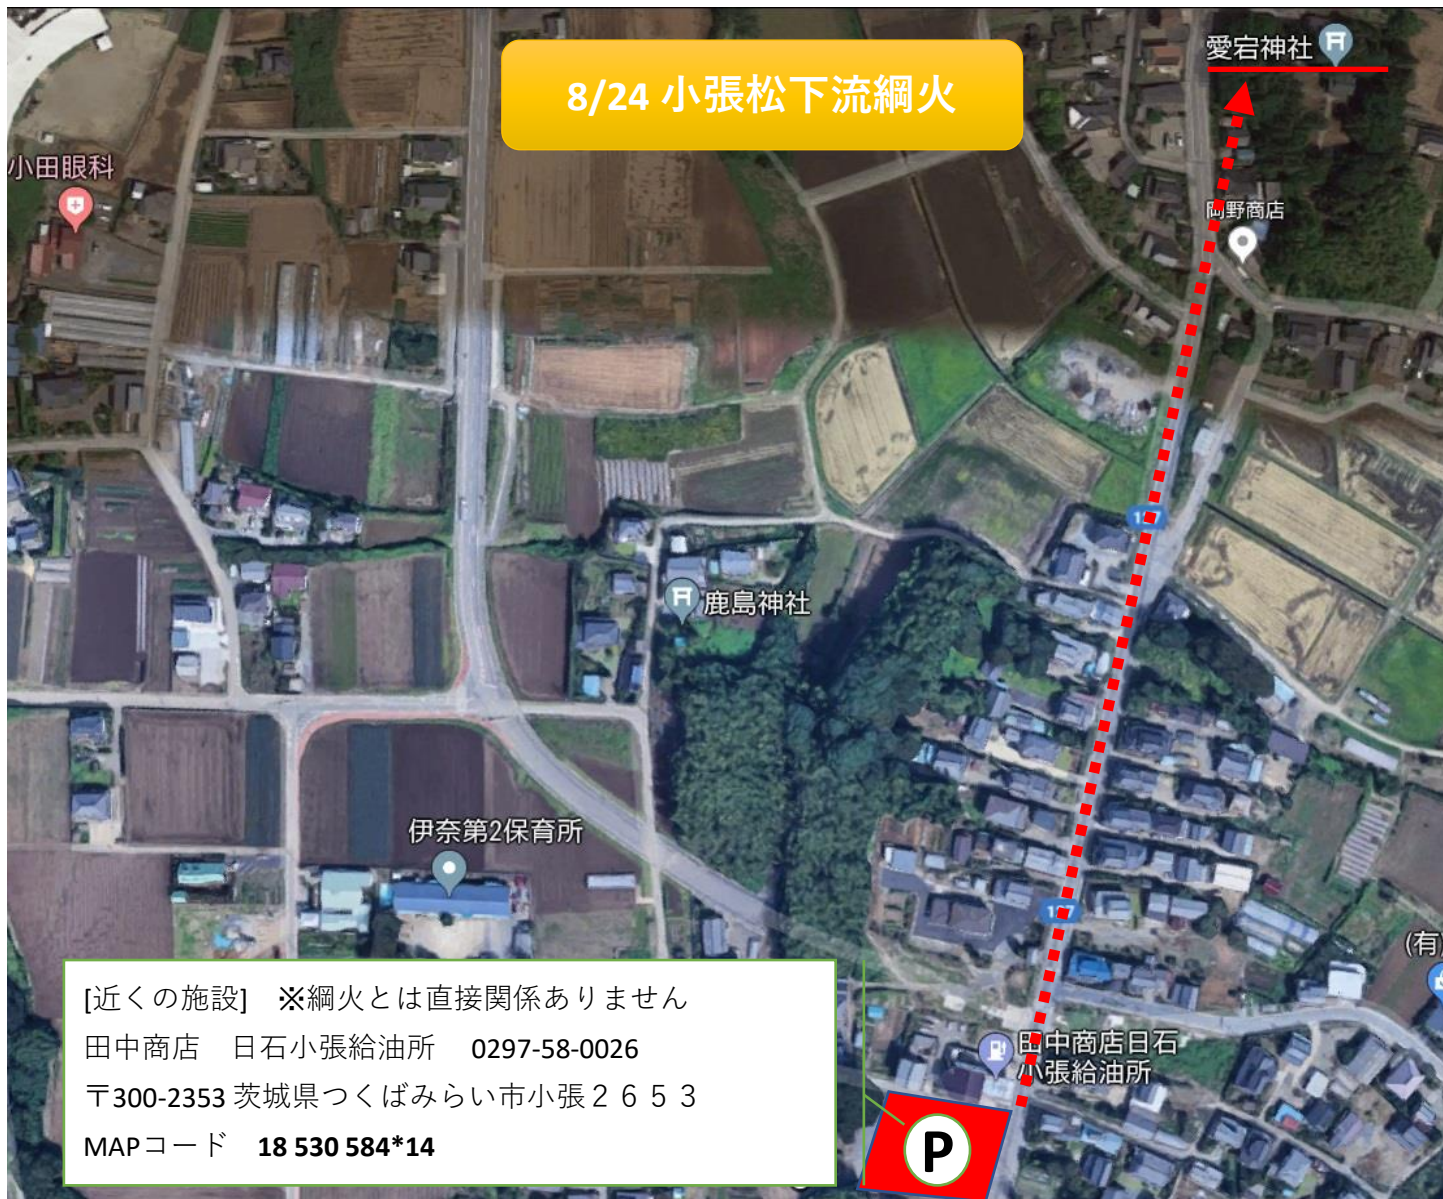 愛宕神社
8/24 小張松下流綱火
小田眼科
岡野商店
鹿島神社
伊奈第2保育所
(有)
[近くの施設]　※綱火とは直接関係ありません
田中商店　日石小張給油所　0297-58-0026
〒300-2353 茨城県つくばみらい市小張２６５３
MAPコード　18 530 584*14
田中商店日石
小張給油所
P